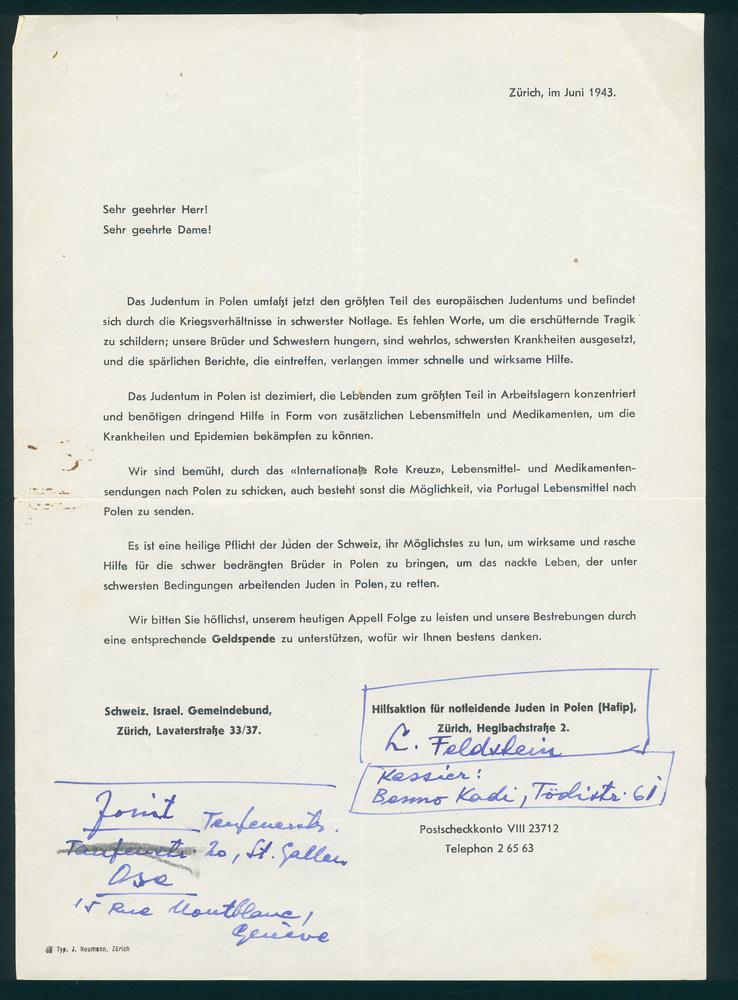 Zürich, im Juni 1943.
Sehr geehrter Herr!
Sehr geehrte Dame!
Das Judentum in Polen umfaßt jetzt den größten Teil des europäischen Judentums und befindet
sich durch die Kriegsverhältnisse in schwerster Notlage. Es fehlen Worte, um die erschütternde Tragik
zu schildern; unsere Brüder und Schwestern hungern, sind wehrlos, schwersten Krankheiten ausgesetzt,
und die spärlichen Berichte, die eintreffen, verlangen immer schnelle und wirksame Hilfe.
Das Judentum in Polen ist dezimiert, die Lebenden zum größten Teil in Arbeitslagern konzentriert
und benötigen dringend Hilfe in Form von zusätzlichen Lebensmitteln und Medikamenten, um die
Krankheiten und Epidemien bekämpfen zu können.
Wir sind bemüht, durch das «Internationale Rote Kreuz», Lebensmittel- und Medikamenten-
sendungen nach Polen zu schicken, auch besteht sonst die Möglichkeit, via Portugal Lebensmittel nach
Polen zu senden.
Es ist eine heilige Pflicht der Juden der Schweiz, ihr Möglichstes zu tun, um wirksame und rasche
Hilfe für die schwer bedrängten Brüder in Polen zu bringen, um das nackte Leben, der unter
schwersten Bedingungen arbeitenden Juden in Polen, zu retten.
Wir bitten Sie höflichst, unserem heutigen Appell Folge zu leisten und unsere Bestrebungen durch
eine entsprechende Geldspende zu unterstützen, wofür wir Ihnen bestens danken.
Schweiz. Israel. Gemeindebund,
Zürich, Lavaterstraße 33/37.
Hilfsaktion für notleidende Juden in Polen (Hafip),
Zürich, Hegibachstraße 2.
L. Feldstein
Kassier:
Benno Kadi, Tödistr. 61
Postscheckkonto VIII 23712
Telephon 2 65 63
Joint Teufenerstr.
20, St. Gallen
Ose
15 Rue Montblanc,
Genève
Typ. J. Neumann, Zürich